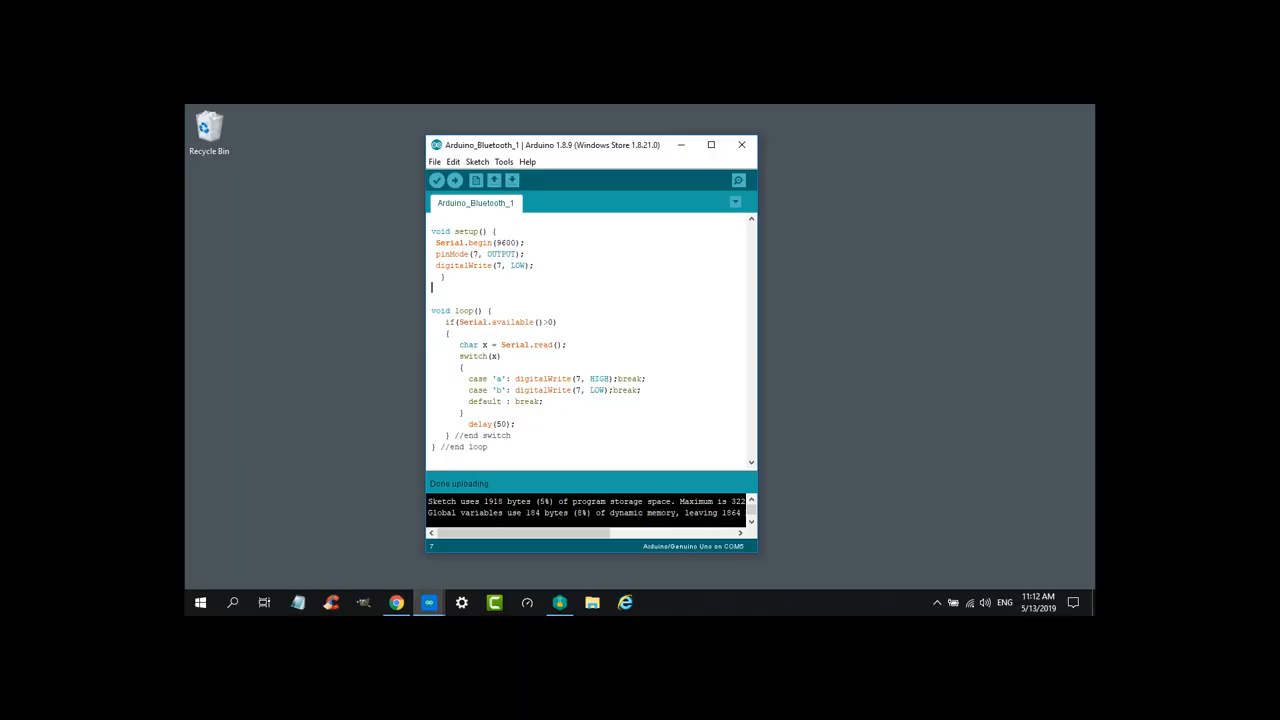 Recycle Bin
Arduino_Bluetooth_1 | Arduino 1.8.9 (Windows Store 1.8.21.0)
File Edit Sketch Tools Help
Arduino_Bluetooth_1
void setup() {
Serial.begin(9600);
pinMode(7, OUTPUT);
digitalWrite(7, LOW);
}
void loop() {
if(Serial.available()>0)
{
char x = Serial.read();
switch(x)
{
case 'a': digitalWrite(7, HIGH);break;
case 'b': digitalWrite(7, LOW);break;
default : break;
}
delay(50);
} //end switch
} //end loop
Done uploading.
Sketch uses 1918 bytes (5%) of program storage space. Maximum is 322
Global variables use 184 bytes (8%) of dynamic memory, leaving 1864
7 Arduino/Genuino Uno on COM5
ENG
11:12 AM
5/13/2019